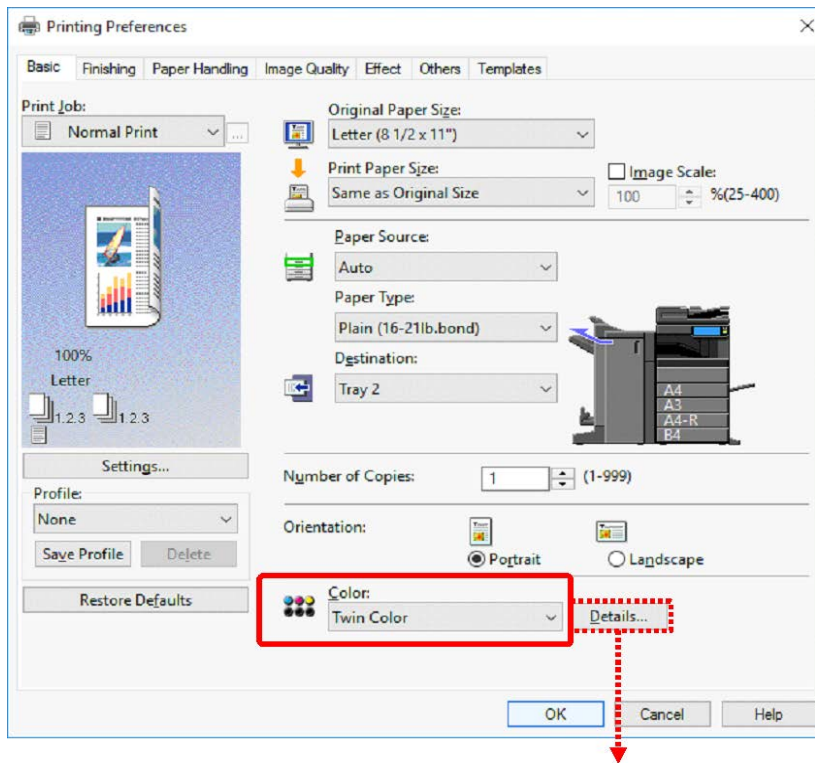 Printing Preferences
Basic Finishing Paper Handling Image Quality Effect Others Templates
Print Job:
Normal Print
...
100%
Letter
1.2.3 1.2.3
Settings...
Profile:
None
Save Profile Delete
Restore Defaults
Original Paper Size:
Letter (8 1/2 x 11")
Print Paper Size:
Same as Original Size
Image Scale:
100 %(25-400)
Paper Source:
Auto
Paper Type:
Plain (16-21lb.bond)
Destination:
Tray 2
A4
A3
A4-R
B4
Number of Copies: 1 (1-999)
Orientation:
Portrait Landscape
Color:
Twin Color
Details...
OK Cancel Help